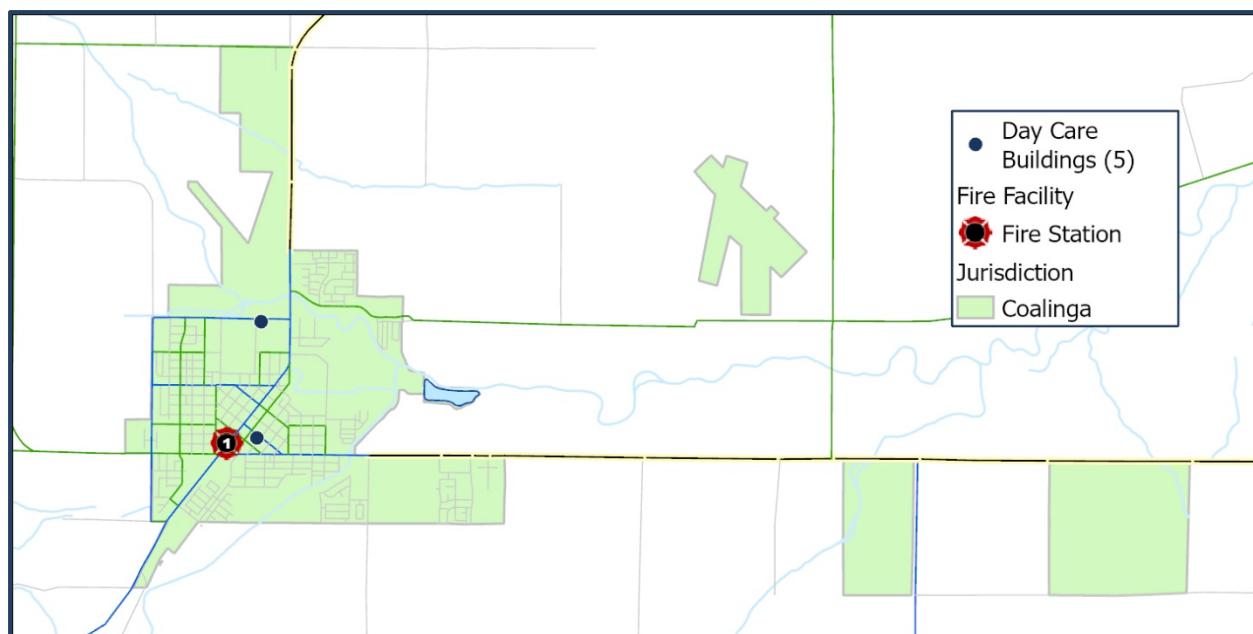 Day Care
Buildings (5)
Fire Facility
Fire Station
Jurisdiction
Coalinga
1